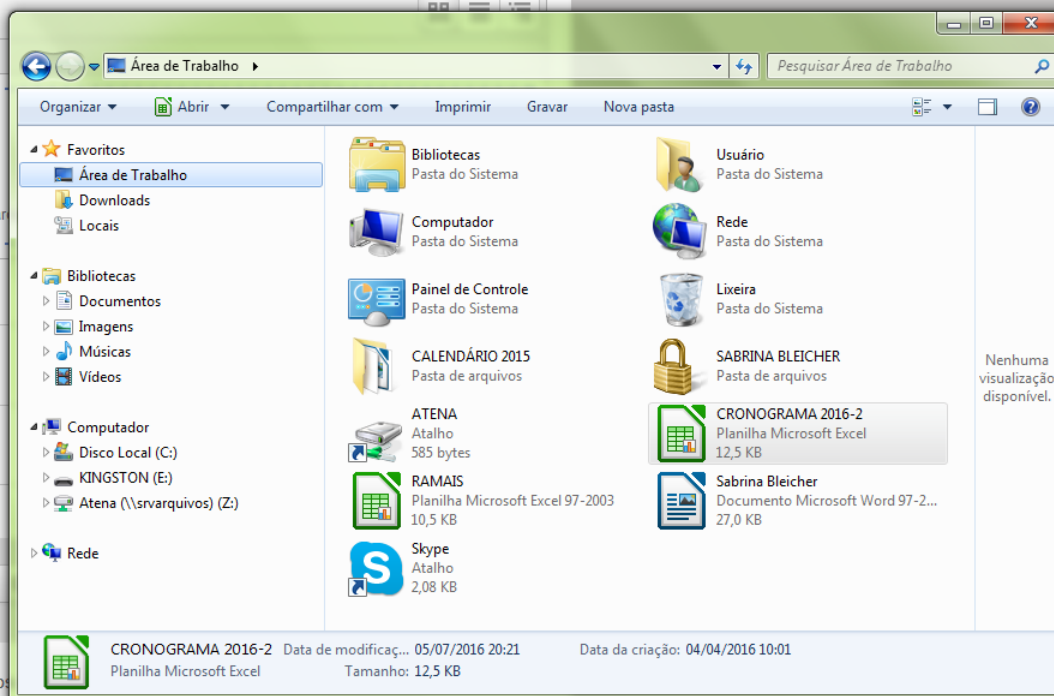 Área de Trabalho
Pesquisar Área de Trabalho
Organizar
Abrir
Compartilhar com
Imprimir
Gravar
Nova pasta
Favoritos
Área de Trabalho
Downloads
Locais
Bibliotecas
Documentos
Imagens
Músicas
Vídeos
Computador
Disco Local (C:)
KINGSTON (E:)
Atena (\\srvarquivos) (Z:)
Rede
Bibliotecas
Pasta do Sistema
Usuário
Pasta do Sistema
Computador
Pasta do Sistema
Rede
Pasta do Sistema
Painel de Controle
Pasta do Sistema
Lixeira
Pasta do Sistema
CALENDÁRIO 2015
Pasta de arquivos
SABRINA BLEICHER
Pasta de arquivos
ATENA
Atalho
585 bytes
CRONOGRAMA 2016-2
Planilha Microsoft Excel
12,5 KB
RAMAIS
Planilha Microsoft Excel 97-2003
10,5 KB
Sabrina Bleicher
Documento Microsoft Word 97-2...
27,0 KB
Skype
Atalho
2,08 KB
Nenhuma
visualização
disponível.
CRONOGRAMA 2016-2 Data de modificaç... 05/07/2016 20:21 Data da criação: 04/04/2016 10:01
Planilha Microsoft Excel Tamanho: 12,5 KB